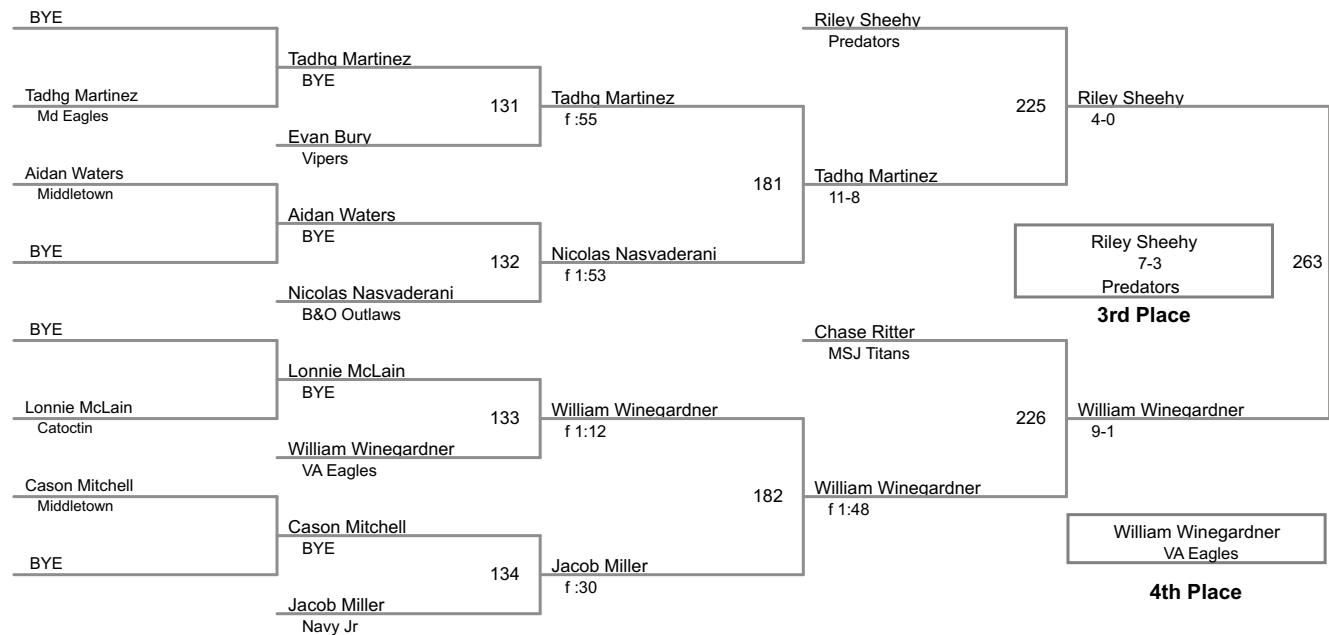 BYE
Tadhg Martinez
BYE
Tadhg Martinez
Md Eagles
131
Evan Bury
Vipers
Tadhg Martinez
f :55
Aidan Waters
Middletown
Aidan Waters
BYE
BYE
132
Nicolas Nasvaderani
B&O Outlaws
Nicolas Nasvaderani
f 1:53
181
Tadhg Martinez
11-8
Riley Sheehy
Predators
225
Riley Sheehy
4-0
Riley Sheehy
7-3
Predators
3rd Place
263
BYE
Lonnie McLain
BYE
Lonnie McLain
Catoctin
133
William Winegardner
VA Eagles
William Winegardner
f 1:12
Cason Mitchell
Middletown
Cason Mitchell
BYE
BYE
134
Jacob Miller
Navy Jr
Jacob Miller
f :30
182
William Winegardner
f 1:48
Chase Ritter
MSJ Titans
226
William Winegardner
9-1
William Winegardner
VA Eagles
4th Place